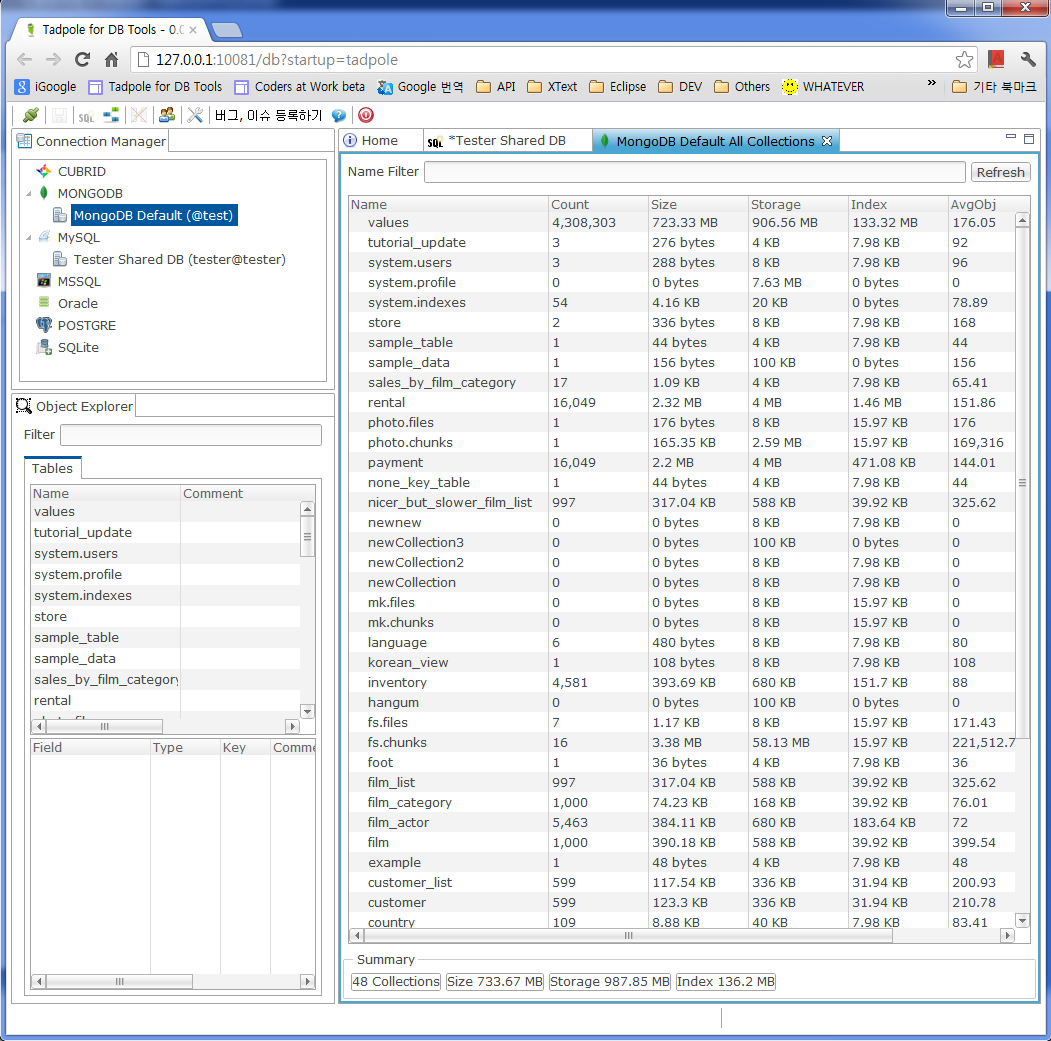 Tadpole for DB Tools - 0.0
127.0.0.1:10081/db?startup=tadpole
iGoogle Tadpole for DB Tools Coders at Work beta Google 번역 API XText Eclipse DEV Others WHATEVER » 기타 북마크
SQL 버그, 이슈 등록하기
Connection Manager
CUBRID
MONGODB
MongoDB Default (@test)
MySQL
Tester Shared DB (tester@tester)
MSSQL
Oracle
POSTGRE
SQLite
Object Explorer
Filter
Tables
Name Comment
values
tutorial_update
system.users
system.profile
system.indexes
store
sample_table
sample_data
sales_by_film_category
rental
Field Type Key Comme
Home SQL *Tester Shared DB MongoDB Default All Collections
Name Filter Refresh
Name Count Size Storage Index AvgObj
values 4,308,303 723.33 MB 906.56 MB 133.32 MB 176.05
tutorial_update 3 276 bytes 4 KB 7.98 KB 92
system.users 3 288 bytes 8 KB 7.98 KB 96
system.profile 0 0 bytes 7.63 MB 0 bytes 0
system.indexes 54 4.16 KB 20 KB 0 bytes 78.89
store 2 336 bytes 8 KB 7.98 KB 168
sample_table 1 44 bytes 4 KB 7.98 KB 44
sample_data 1 156 bytes 100 KB 0 bytes 156
sales_by_film_category 17 1.09 KB 4 KB 7.98 KB 65.41
rental 16,049 2.32 MB 4 MB 1.46 MB 151.86
photo.files 1 176 bytes 8 KB 15.97 KB 176
photo.chunks 1 165.35 KB 2.59 MB 15.97 KB 169,316
payment 16,049 2.2 MB 4 MB 471.08 KB 144.01
none_key_table 1 44 bytes 4 KB 7.98 KB 44
nicer_but_slower_film_list 997 317.04 KB 588 KB 39.92 KB 325.62
newnew 0 0 bytes 8 KB 7.98 KB 0
newCollection3 0 0 bytes 100 KB 0 bytes 0
newCollection2 0 0 bytes 8 KB 7.98 KB 0
newCollection 0 0 bytes 8 KB 7.98 KB 0
mk.files 0 0 bytes 8 KB 15.97 KB 0
mk.chunks 0 0 bytes 8 KB 15.97 KB 0
language 6 480 bytes 8 KB 7.98 KB 80
korean_view 1 108 bytes 8 KB 7.98 KB 108
inventory 4,581 393.69 KB 680 KB 151.7 KB 88
hangum 0 0 bytes 100 KB 0 bytes 0
fs.files 7 1.17 KB 8 KB 15.97 KB 171.43
fs.chunks 16 3.38 MB 58.13 MB 15.97 KB 221,512.7
foot 1 36 bytes 4 KB 7.98 KB 36
film_list 997 317.04 KB 588 KB 39.92 KB 325.62
film_category 1,000 74.23 KB 168 KB 39.92 KB 76.01
film_actor 5,463 384.11 KB 680 KB 183.64 KB 72
film 1,000 390.18 KB 588 KB 39.92 KB 399.54
example 1 48 bytes 4 KB 7.98 KB 48
customer_list 599 117.54 KB 336 KB 31.94 KB 200.93
customer 599 123.3 KB 336 KB 31.94 KB 210.78
country 109 8.88 KB 40 KB 7.98 KB 83.41
Summary
48 Collections Size 733.67 MB Storage 987.85 MB Index 136.2 MB